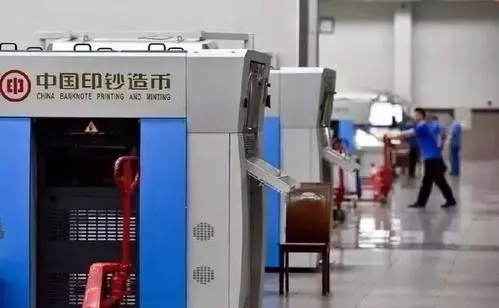 中国印钞造币
CHINA BANKNOTE PRINTING AND MINTING